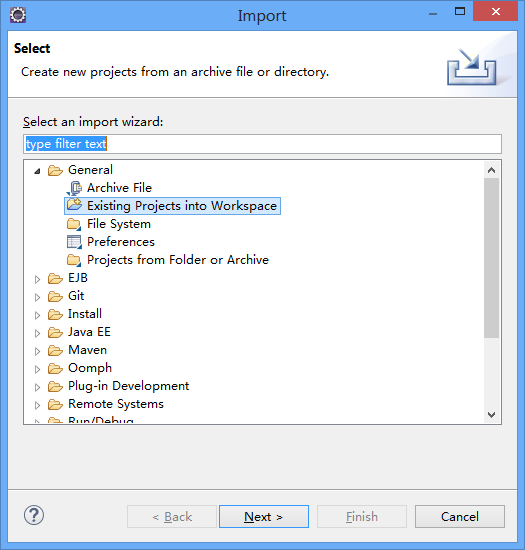 Import
Select
Create new projects from an archive file or directory.
Select an import wizard:
type filter text
General
Archive File
Existing Projects into Workspace
File System
Preferences
Projects from Folder or Archive
EJB
Git
Install
Java EE
Maven
Oomph
Plug-in Development
Remote Systems
Run/Debug
?
< Back
Next >
Finish
Cancel